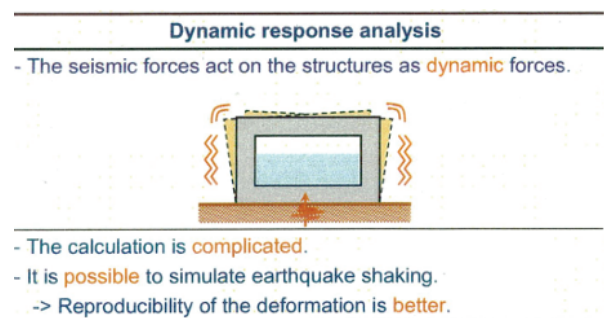 Dynamic response analysis
- The seismic forces act on the structures as dynamic forces.
- The calculation is complicated.
- It is possible to simulate earthquake shaking.
-> Reproducibility of the deformation is better.